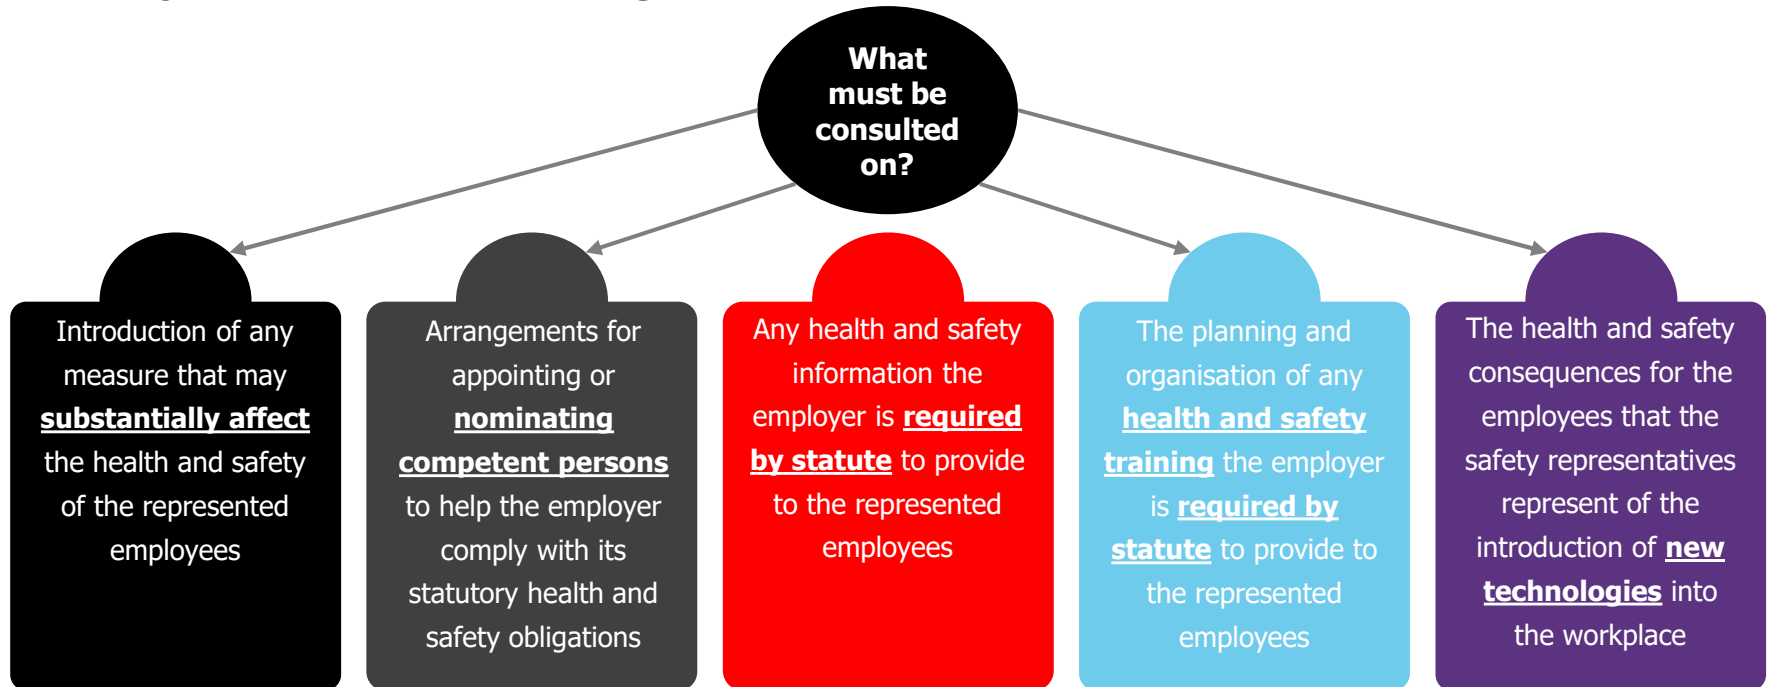 What
must be
consulted
on?
Introduction of any
measure that may
substantially affect
the health and safety
of the represented
employees
Arrangements for
appointing or
nominating
competent persons
to help the employer
comply with its
statutory health and
safety obligations
Any health and safety
information the
employer is required
by statute to provide
to the represented
employees
The planning and
organisation of any
health and safety
training the employer
is required by
statute to provide to
the represented
employees
The health and safety
consequences for the
employees that the
safety representatives
represent of the
introduction of new
technologies into
the workplace